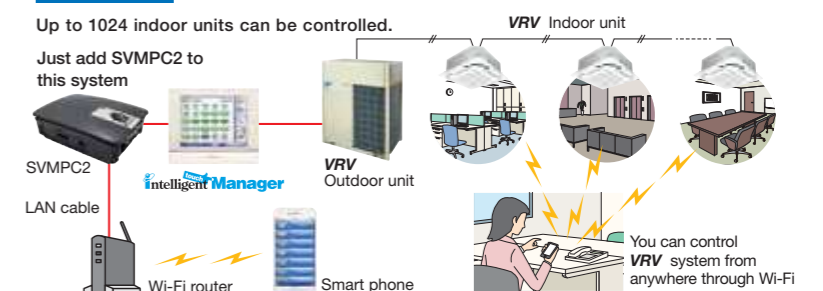 Up to 1024 indoor units can be controlled.
VRV Indoor unit
Just add SVMPC2 to
this system
SVMPC2
intelligent touch Manager
VRV
Outdoor unit
LAN cable
Wi-Fi router
Smart phone
You can control
VRV system from
anywhere through Wi-Fi